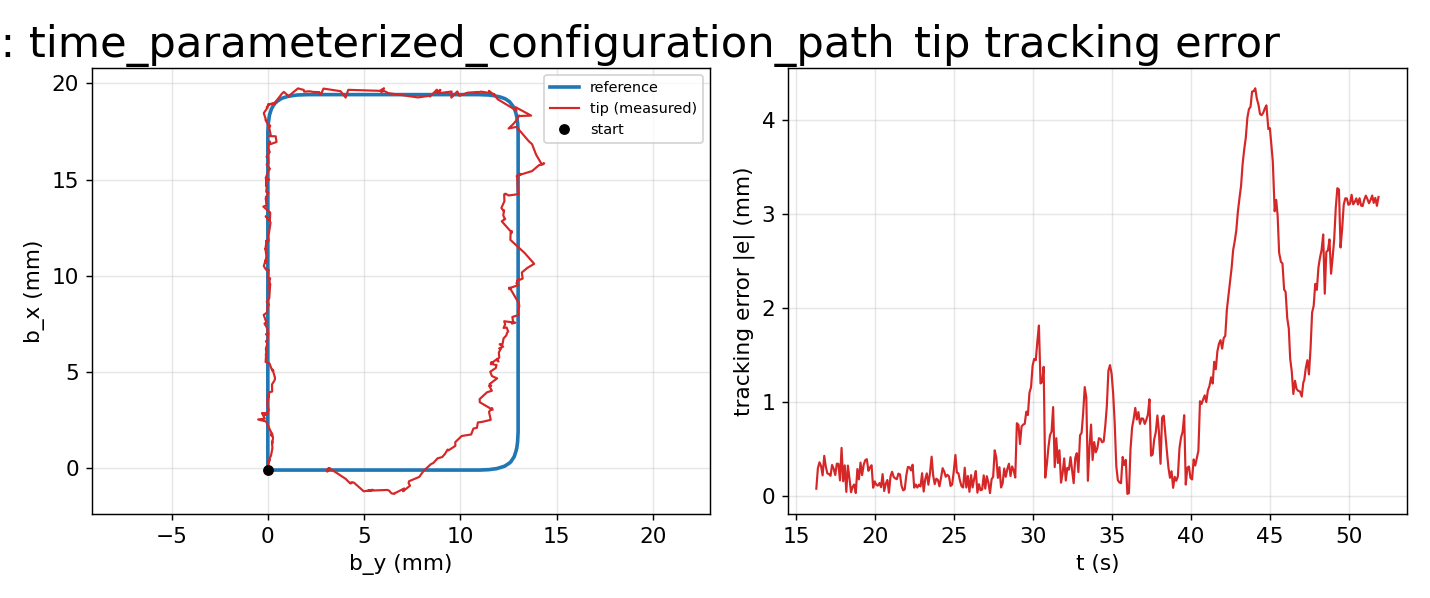 : time_parameterized_configuration_path tip tracking error
20
15
10
5
0
b_x (mm)
−5 0 5 10 15 20
b_y (mm)
reference
tip (measured)
start
4
3
2
1
0
tracking error |e| (mm)
15 20 25 30 35 40 45 50
t (s)